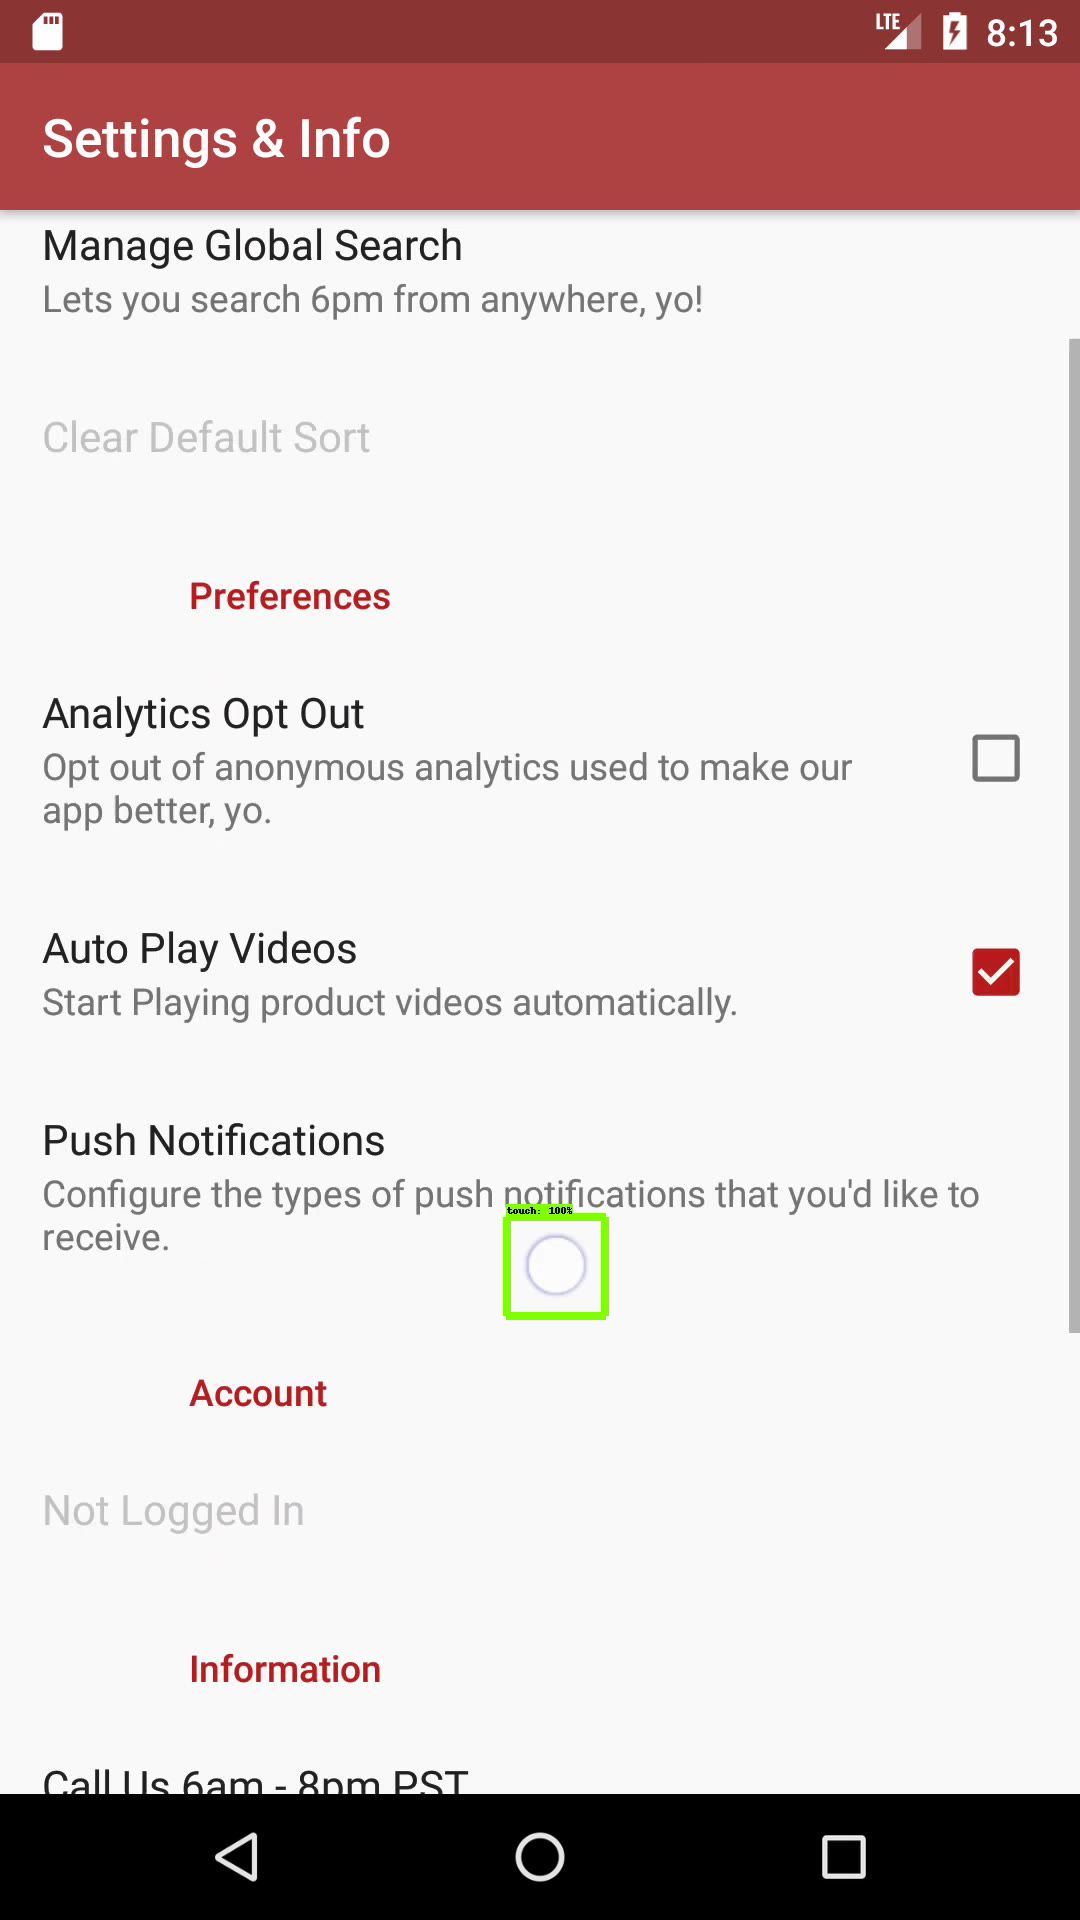 LTE 8:13
Settings & Info
Manage Global Search
Lets you search 6pm from anywhere, yo!
Clear Default Sort
Preferences
Analytics Opt Out
Opt out of anonymous analytics used to make our
app better, yo.
Auto Play Videos
Start Playing product videos automatically.
Push Notifications
Configure the types of push notifications that you'd like to
receive.
touch: 100%
Account
Not Logged In
Information
Call Us 6am - 8pm PST